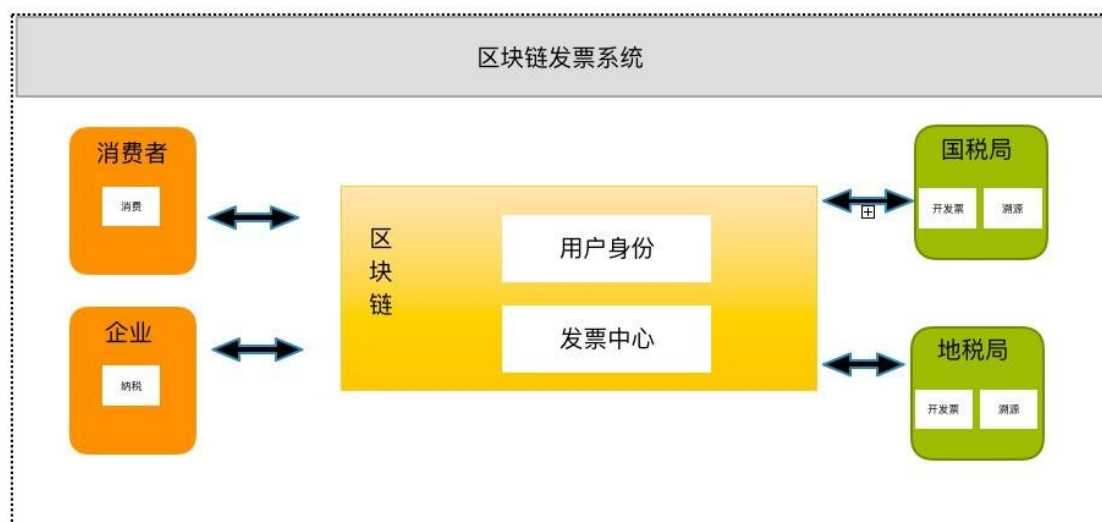 区块链发票系统
消费者
消费
企业
纳税
区
块
链
用户身份
发票中心
国税局
开发票
溯源
地税局
开发票
溯源